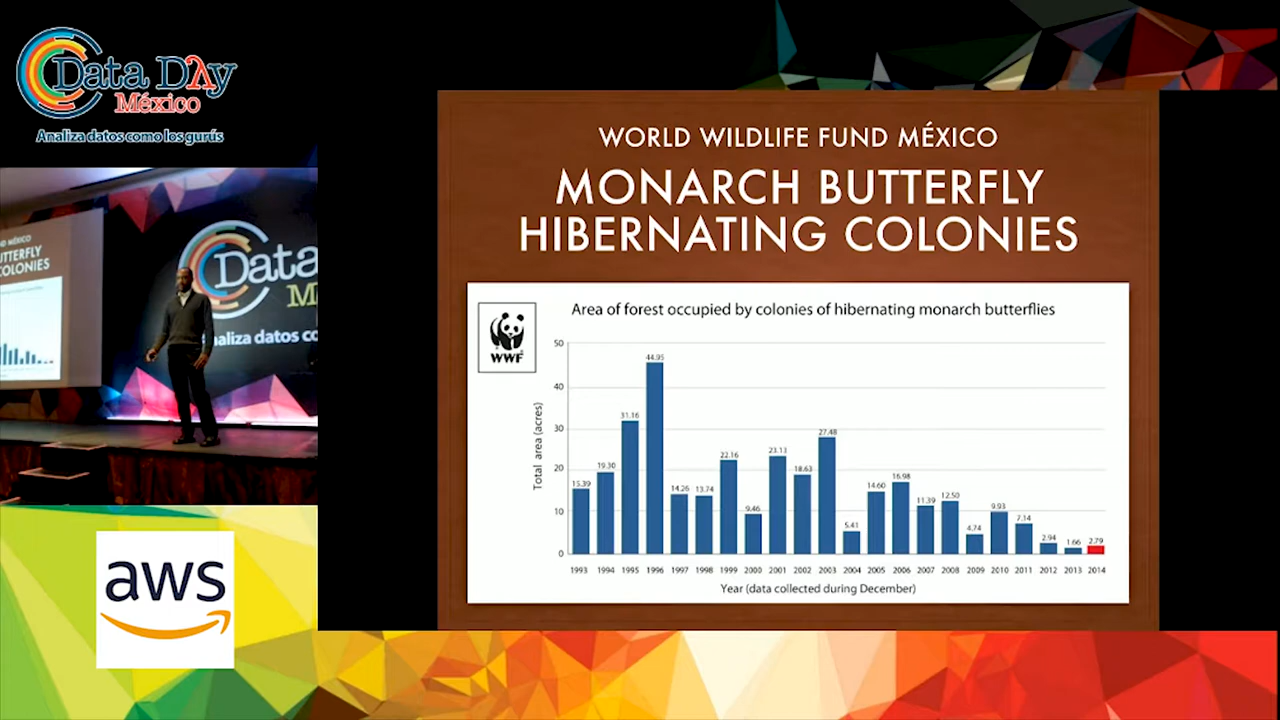 Data DAy
México
Analiza datos como los gurús
WORLD WILDLIFE FUND MÉXICO
MONARCH BUTTERFLY
HIBERNATING COLONIES
WWF
Area of forest occupied by colonies of hibernating monarch butterflies
Total area (acres)
50
40
30
20
10
0
15.39
19.30
31.16
44.95
14.26
13.74
22.16
9.46
23.13
18.63
27.48
5.41
14.60
16.98
11.39
12.50
4.74
9.93
7.14
2.94
1.66
2.79
1993 1994 1995 1996 1997 1998 1999 2000 2001 2002 2003 2004 2005 2006 2007 2008 2009 2010 2011 2012 2013 2014
Year (data collected during December)
ND MÉXICO
UTTERFLY
COLONIES
Data
M
naliza datos co
aws